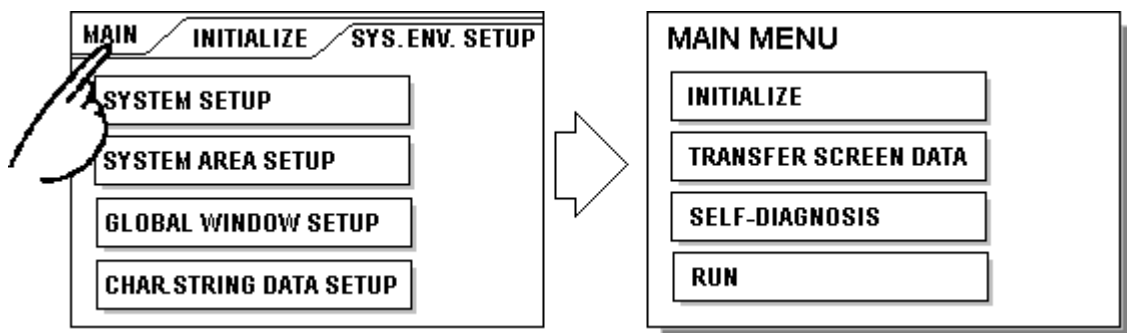 MAIN INITIALIZE SYS.ENV. SETUP
SYSTEM SETUP
SYSTEM AREA SETUP
GLOBAL WINDOW SETUP
CHAR.STRING DATA SETUP
MAIN MENU
INITIALIZE
TRANSFER SCREEN DATA
SELF-DIAGNOSIS
RUN